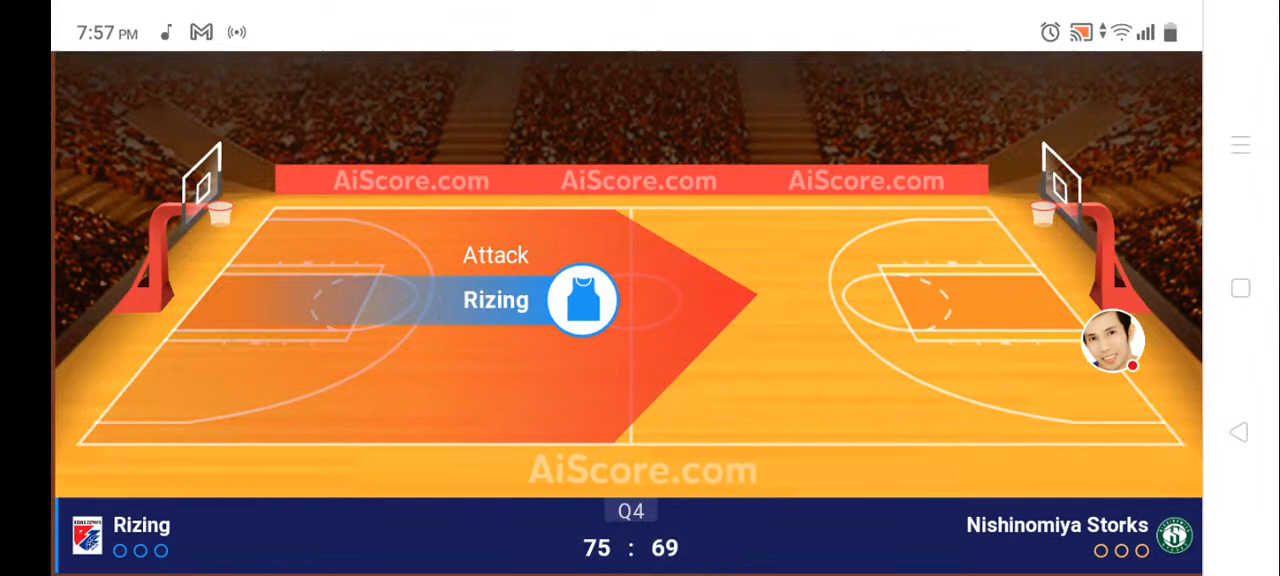 7:57 PM
AiScore.com AiScore.com AiScore.com
Attack
Rizing
AiScore.com
Q4
Rizing
75 : 69
Nishinomiya Storks